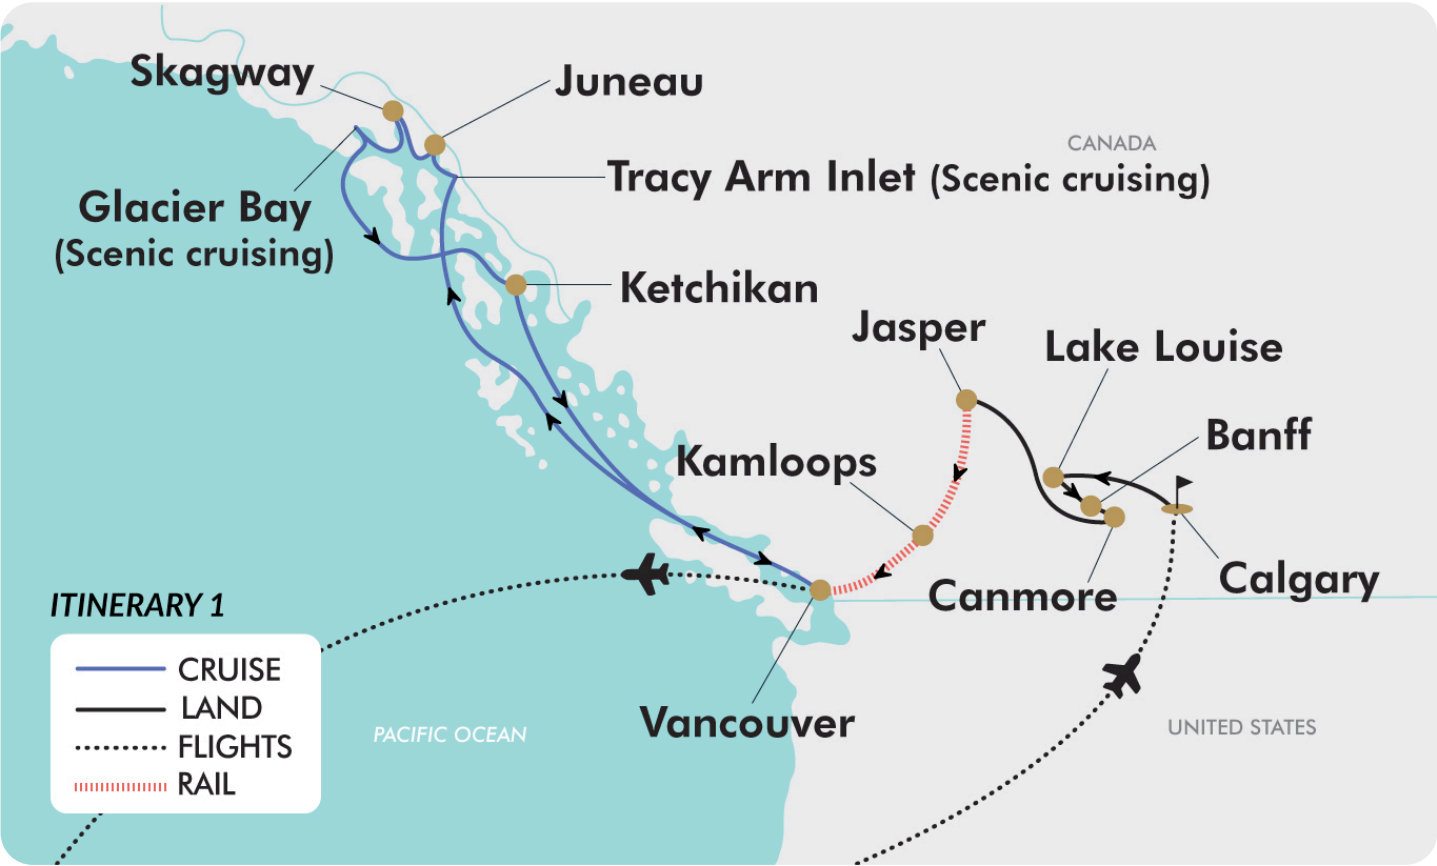 Skagway
Juneau
CANADA
Tracy Arm Inlet (Scenic cruising)
Glacier Bay
(Scenic cruising)
Ketchikan
Jasper
Lake Louise
Banff
Kamloops
Calgary
Canmore
ITINERARY 1
CRUISE
LAND
FLIGHTS
RAIL
Vancouver
PACIFIC OCEAN
UNITED STATES